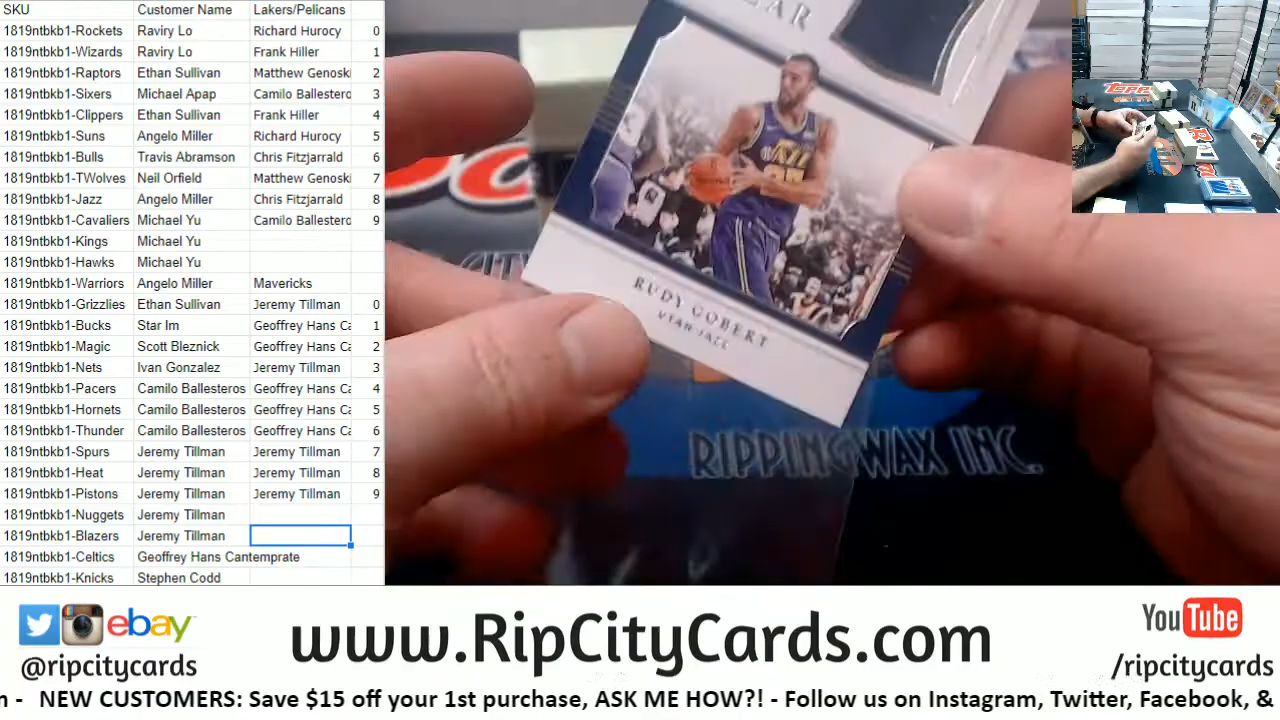 SKU Customer Name Lakers/Pelicans
1819ntbkb1-Rockets Raviry Lo Richard Hurocy 0
1819ntbkb1-Wizards Raviry Lo Frank Hiller 1
1819ntbkb1-Raptors Ethan Sullivan Matthew Genoski 2
1819ntbkb1-Sixers Michael Apap Camilo Ballestero 3
1819ntbkb1-Clippers Ethan Sullivan Frank Hiller 4
1819ntbkb1-Suns Angelo Miller Richard Hurocy 5
1819ntbkb1-Bulls Travis Abramson Chris Fitzjarrald 6
1819ntbkb1-TWolves Neil Orfield Matthew Genoski 7
1819ntbkb1-Jazz Angelo Miller Chris Fitzjarrald 8
1819ntbkb1-Cavaliers Michael Yu Camilo Ballestero 9
1819ntbkb1-Kings Michael Yu
1819ntbkb1-Hawks Michael Yu
1819ntbkb1-Warriors Angelo Miller Mavericks
1819ntbkb1-Grizzlies Ethan Sullivan Jeremy Tillman 0
1819ntbkb1-Bucks Star Im Geoffrey Hans Ca 1
1819ntbkb1-Magic Scott Bleznick Geoffrey Hans Ca 2
1819ntbkb1-Nets Ivan Gonzalez Jeremy Tillman 3
1819ntbkb1-Pacers Camilo Ballesteros Geoffrey Hans Ca 4
1819ntbkb1-Hornets Camilo Ballesteros Geoffrey Hans Ca 5
1819ntbkb1-Thunder Camilo Ballesteros Geoffrey Hans Ca 6
1819ntbkb1-Spurs Jeremy Tillman Jeremy Tillman 7
1819ntbkb1-Heat Jeremy Tillman Jeremy Tillman 8
1819ntbkb1-Pistons Jeremy Tillman Jeremy Tillman 9
1819ntbkb1-Nuggets Jeremy Tillman
1819ntbkb1-Blazers Jeremy Tillman
1819ntbkb1-Celtics Geoffrey Hans Cantemprate
1819ntbkb1-Knicks Stephen Codd
JAZZ
RUDY GOBERT
UTAH JAZZ
RIPPINGWAX INC.
ebay
@ripcitycards
www.RipCityCards.com
YouTube
/ripcitycards
NEW CUSTOMERS: Save $15 off your 1st purchase, ASK ME HOW?! - Follow us on Instagram, Twitter, Facebook, &